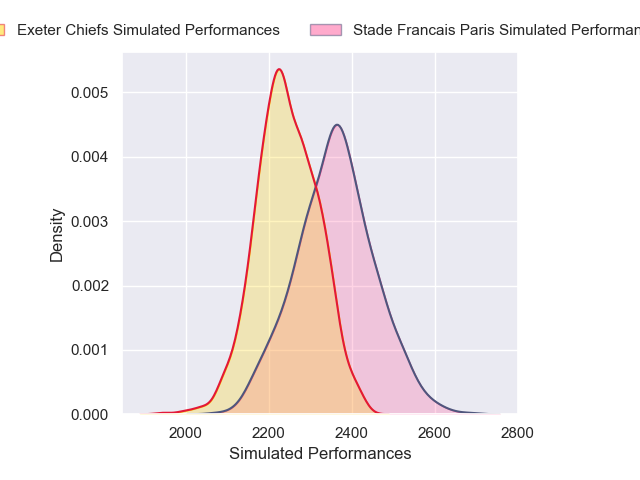 Exeter Chiefs Simulated Performances
Stade Francais Paris Simulated
0.005
0.004
0.003
0.002
0.001
0.000
Density
2000
2200
2400
2600
2800
Simulated Performances